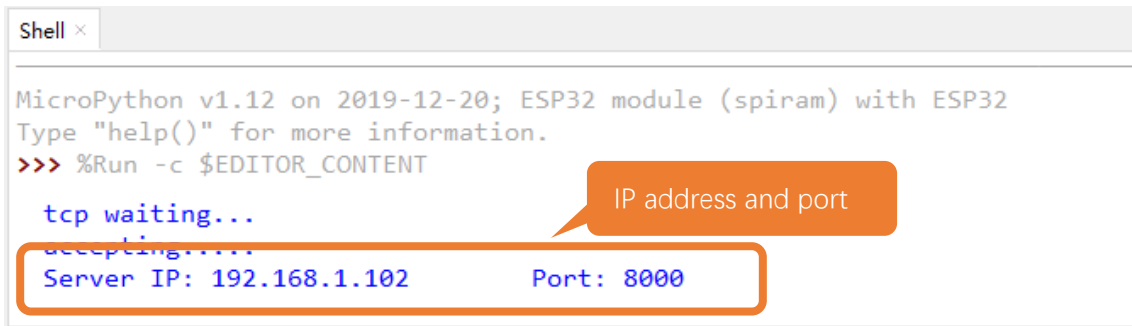 Shell ×
MicroPython v1.12 on 2019-12-20; ESP32 module (spiram) with ESP32
Type "help()" for more information.
>>> %Run -c $EDITOR_CONTENT
IP address and port
tcp waiting...
accepting.....
Server IP: 192.168.1.102 Port: 8000